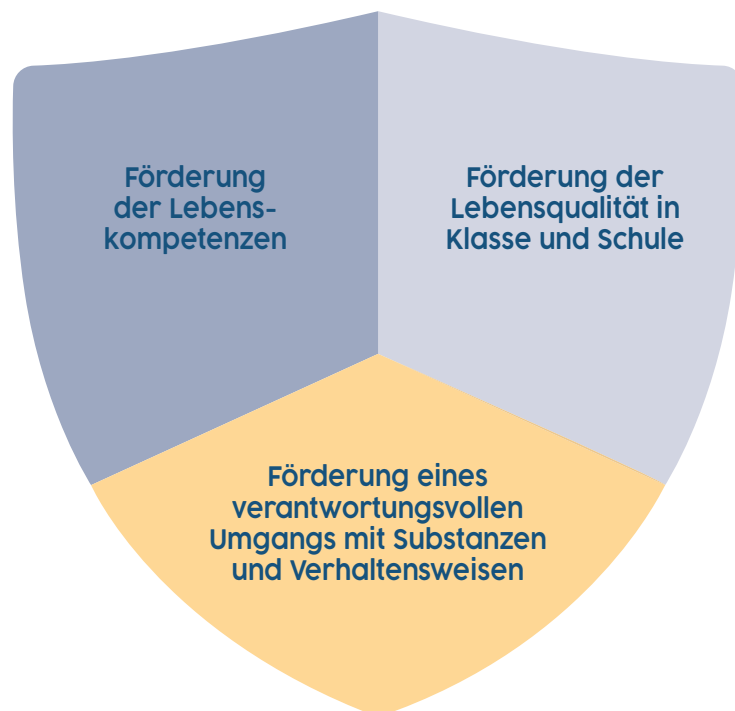 Förderung
der Lebens-
kompetenzen
Förderung der
Lebensqualität in
Klasse und Schule
Förderung eines
verantwortungsvollen
Umgangs mit Substanzen
und Verhaltensweisen